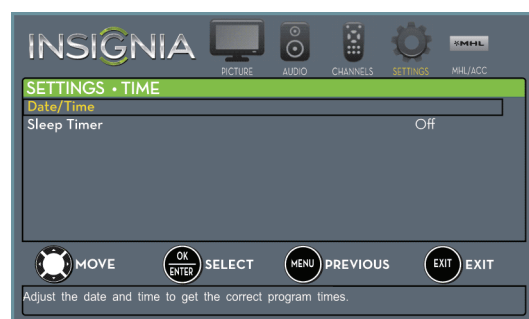 INSIGNIA
PICTURE AUDIO CHANNELS SETTINGS MHL/ACC
MHL
SETTINGS • TIME
Date/Time
Sleep Timer Off
MOVE OK ENTER SELECT MENU PREVIOUS EXIT EXIT
Adjust the date and time to get the correct program times.